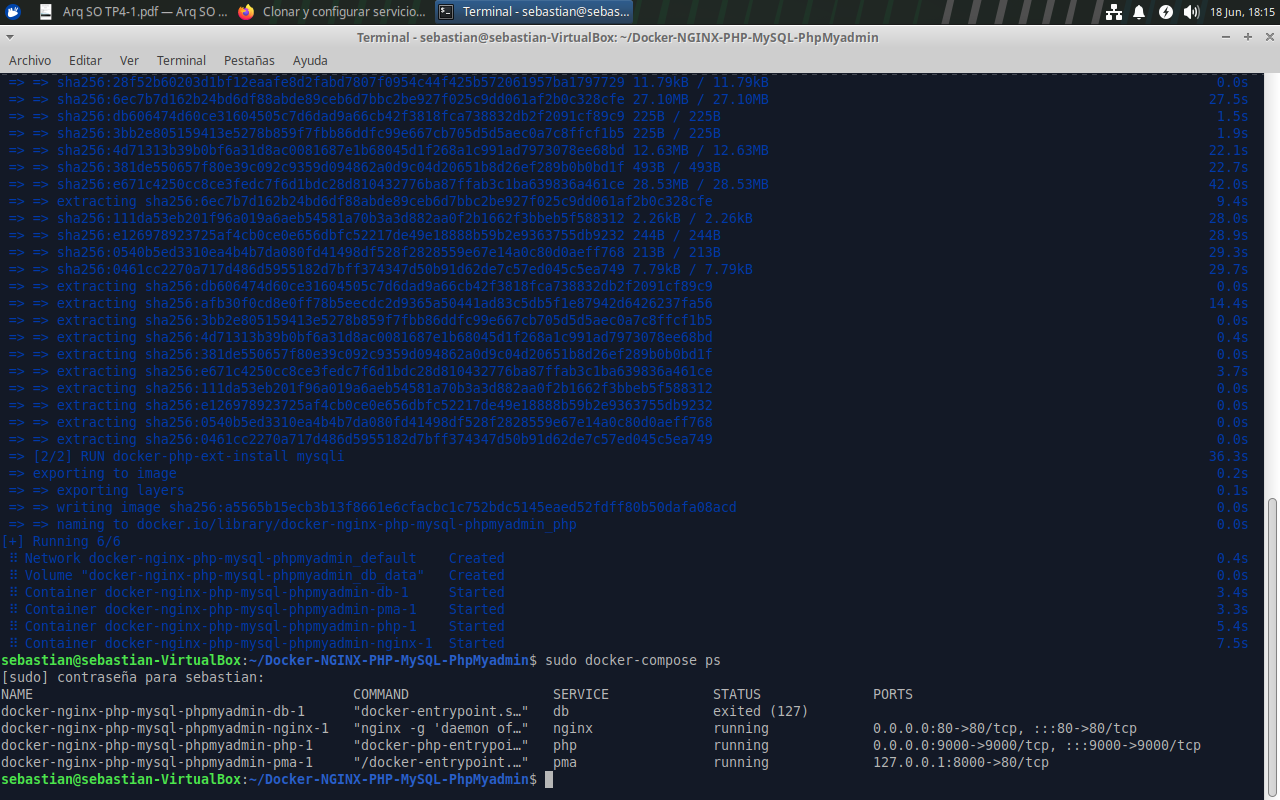 Arq SO TP4-1.pdf — Arq SO ...
Clonar y configurar servicio...
Terminal - sebastian@sebas...
18 Jun, 18:15
Terminal - sebastian@sebastian-VirtualBox: ~/Docker-NGINX-PHP-MySQL-PhpMyadmin
Archivo Editar Ver Terminal Pestañas Ayuda
=> => sha256:28f52b60203d1bf12eaafe8d2fabd7807f0954c44f425b572061957ba1797729 11.79kB / 11.79kB 0.0s
=> => sha256:6ec7b7d162b24bd6df88abde89ceb6d7bbc2be927f025c9dd061af2b0c328cfe 27.10MB / 27.10MB 27.5s
=> => sha256:db606474d60ce31604505c7d6dad9a66cb42f3818fca738832db2f2091cf89c9 225B / 225B 1.5s
=> => sha256:3bb2e805159413e5278b859f7fbb86ddfc99e667cb705d5d5aec0a7c8ffcf1b5 225B / 225B 1.9s
=> => sha256:4d71313b39b0bf6a31d8ac0081687e1b68045d1f268a1c991ad7973078ee68bd 12.63MB / 12.63MB 22.1s
=> => sha256:381de550657f80e39c092c9359d094862a0d9c04d20651b8d26ef289b0b0bd1f 493B / 493B 22.7s
=> => sha256:e671c4250cc8ce3fedc7f6d1bdc28d810432776ba87ffab3c1ba639836a461ce 28.53MB / 28.53MB 42.0s
=> => extracting sha256:6ec7b7d162b24bd6df88abde89ceb6d7bbc2be927f025c9dd061af2b0c328cfe 9.4s
=> => sha256:111da53eb201f96a019a6aeb54581a70b3a3d882aa0f2b1662f3bbeb5f588312 2.26kB / 2.26kB 28.0s
=> => sha256:e126978923725af4cb0ce0e656dbfc52217de49e18888b59b2e9363755db9232 244B / 244B 28.9s
=> => sha256:0540b5ed3310ea4b4b7da080fd41498df528f2828559e67e14a0c80d0aeff768 213B / 213B 29.3s
=> => sha256:0461cc2270a717d486d5955182d7bff374347d50b91d62de7c57ed045c5ea749 7.79kB / 7.79kB 29.7s
=> => extracting sha256:db606474d60ce31604505c7d6dad9a66cb42f3818fca738832db2f2091cf89c9 0.0s
=> => extracting sha256:afb30f0cd8e0ff78b5eecdc2d9365a50441ad83c5db5f1e87942d6426237fa56 14.4s
=> => extracting sha256:3bb2e805159413e5278b859f7fbb86ddfc99e667cb705d5d5aec0a7c8ffcf1b5 0.0s
=> => extracting sha256:4d71313b39b0bf6a31d8ac0081687e1b68045d1f268a1c991ad7973078ee68bd 0.4s
=> => extracting sha256:381de550657f80e39c092c9359d094862a0d9c04d20651b8d26ef289b0b0bd1f 0.0s
=> => extracting sha256:e671c4250cc8ce3fedc7f6d1bdc28d810432776ba87ffab3c1ba639836a461ce 3.7s
=> => extracting sha256:111da53eb201f96a019a6aeb54581a70b3a3d882aa0f2b1662f3bbeb5f588312 0.0s
=> => extracting sha256:e126978923725af4cb0ce0e656dbfc52217de49e18888b59b2e9363755db9232 0.0s
=> => extracting sha256:0540b5ed3310ea4b4b7da080fd41498df528f2828559e67e14a0c80d0aeff768 0.0s
=> => extracting sha256:0461cc2270a717d486d5955182d7bff374347d50b91d62de7c57ed045c5ea749 0.0s
=> [2/2] RUN docker-php-ext-install mysqli 36.3s
=> exporting to image 0.2s
=> => exporting layers 0.1s
=> => writing image sha256:a5565b15ecb3b13f8661e6cfacbc1c752bdc5145eaed52fdff80b50dafa08acd 0.0s
=> => naming to docker.io/library/docker-nginx-php-mysql-phpmyadmin_php 0.0s
[+] Running 6/6
⠿ Network docker-nginx-php-mysql-phpmyadmin_default Created 0.4s
⠿ Volume "docker-nginx-php-mysql-phpmyadmin_db_data" Created 0.0s
⠿ Container docker-nginx-php-mysql-phpmyadmin-db-1 Started 3.4s
⠿ Container docker-nginx-php-mysql-phpmyadmin-pma-1 Started 3.3s
⠿ Container docker-nginx-php-mysql-phpmyadmin-php-1 Started 5.4s
⠿ Container docker-nginx-php-mysql-phpmyadmin-nginx-1 Started 7.5s
sebastian@sebastian-VirtualBox:~/Docker-NGINX-PHP-MySQL-PhpMyadmin$ sudo docker-compose ps
[sudo] contraseña para sebastian:
NAME COMMAND SERVICE STATUS PORTS
docker-nginx-php-mysql-phpmyadmin-db-1 "docker-entrypoint.s…" db exited (127)
docker-nginx-php-mysql-phpmyadmin-nginx-1 "nginx -g 'daemon of…" nginx running 0.0.0.0:80->80/tcp, :::80->80/tcp
docker-nginx-php-mysql-phpmyadmin-php-1 "docker-php-entrypoi…" php running 0.0.0.0:9000->9000/tcp, :::9000->9000/tcp
docker-nginx-php-mysql-phpmyadmin-pma-1 "/docker-entrypoint.…" pma running 127.0.0.1:8000->80/tcp
sebastian@sebastian-VirtualBox:~/Docker-NGINX-PHP-MySQL-PhpMyadmin$